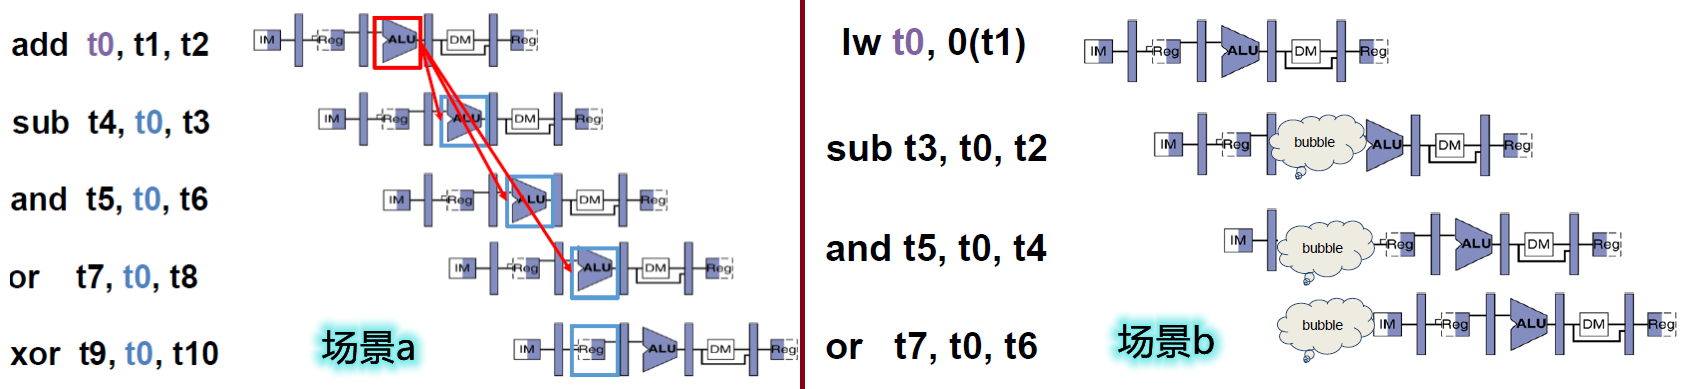 add t0, t1, t2
IM Reg ALU DM Reg
sub t4, t0, t3
IM Reg ALU DM Reg
and t5, t0, t6
IM Reg ALU DM Reg
or t7, t0, t8
IM Reg ALU DM Reg
xor t9, t0, t10
场景a
IM Reg ALU DM Reg
lw t0, 0(t1)
IM Reg ALU DM Reg
sub t3, t0, t2
IM Reg bubble ALU DM Reg
and t5, t0, t4
IM bubble Reg ALU DM Reg
or t7, t0, t6
场景b
bubble IM Reg ALU DM Reg